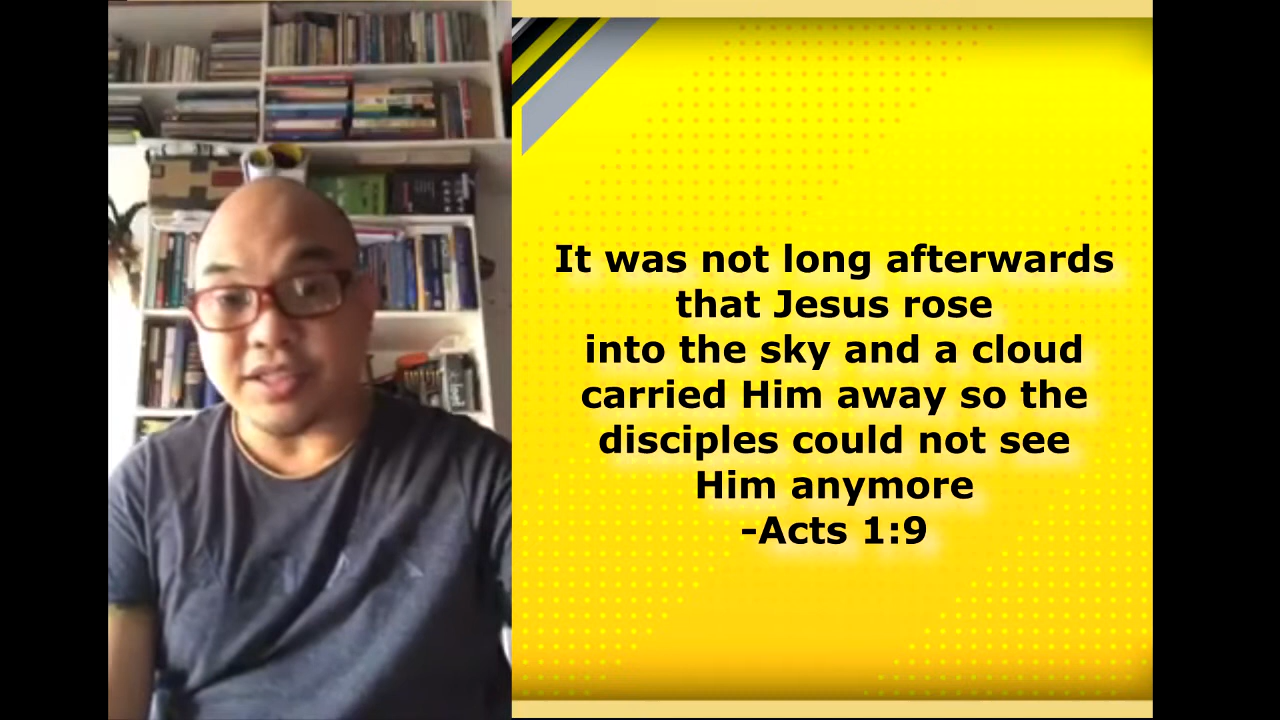 It was not long afterwards
that Jesus rose
into the sky and a cloud
carried Him away so the
disciples could not see
Him anymore
-Acts 1:9